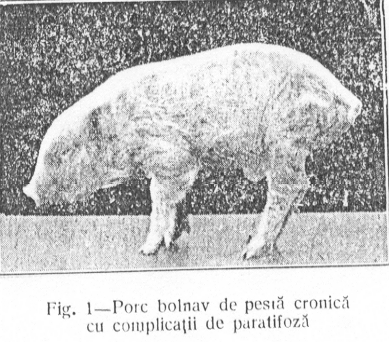 Fig. 1—Porc bolnav de pestă cronică
cu complicații de paratifoză